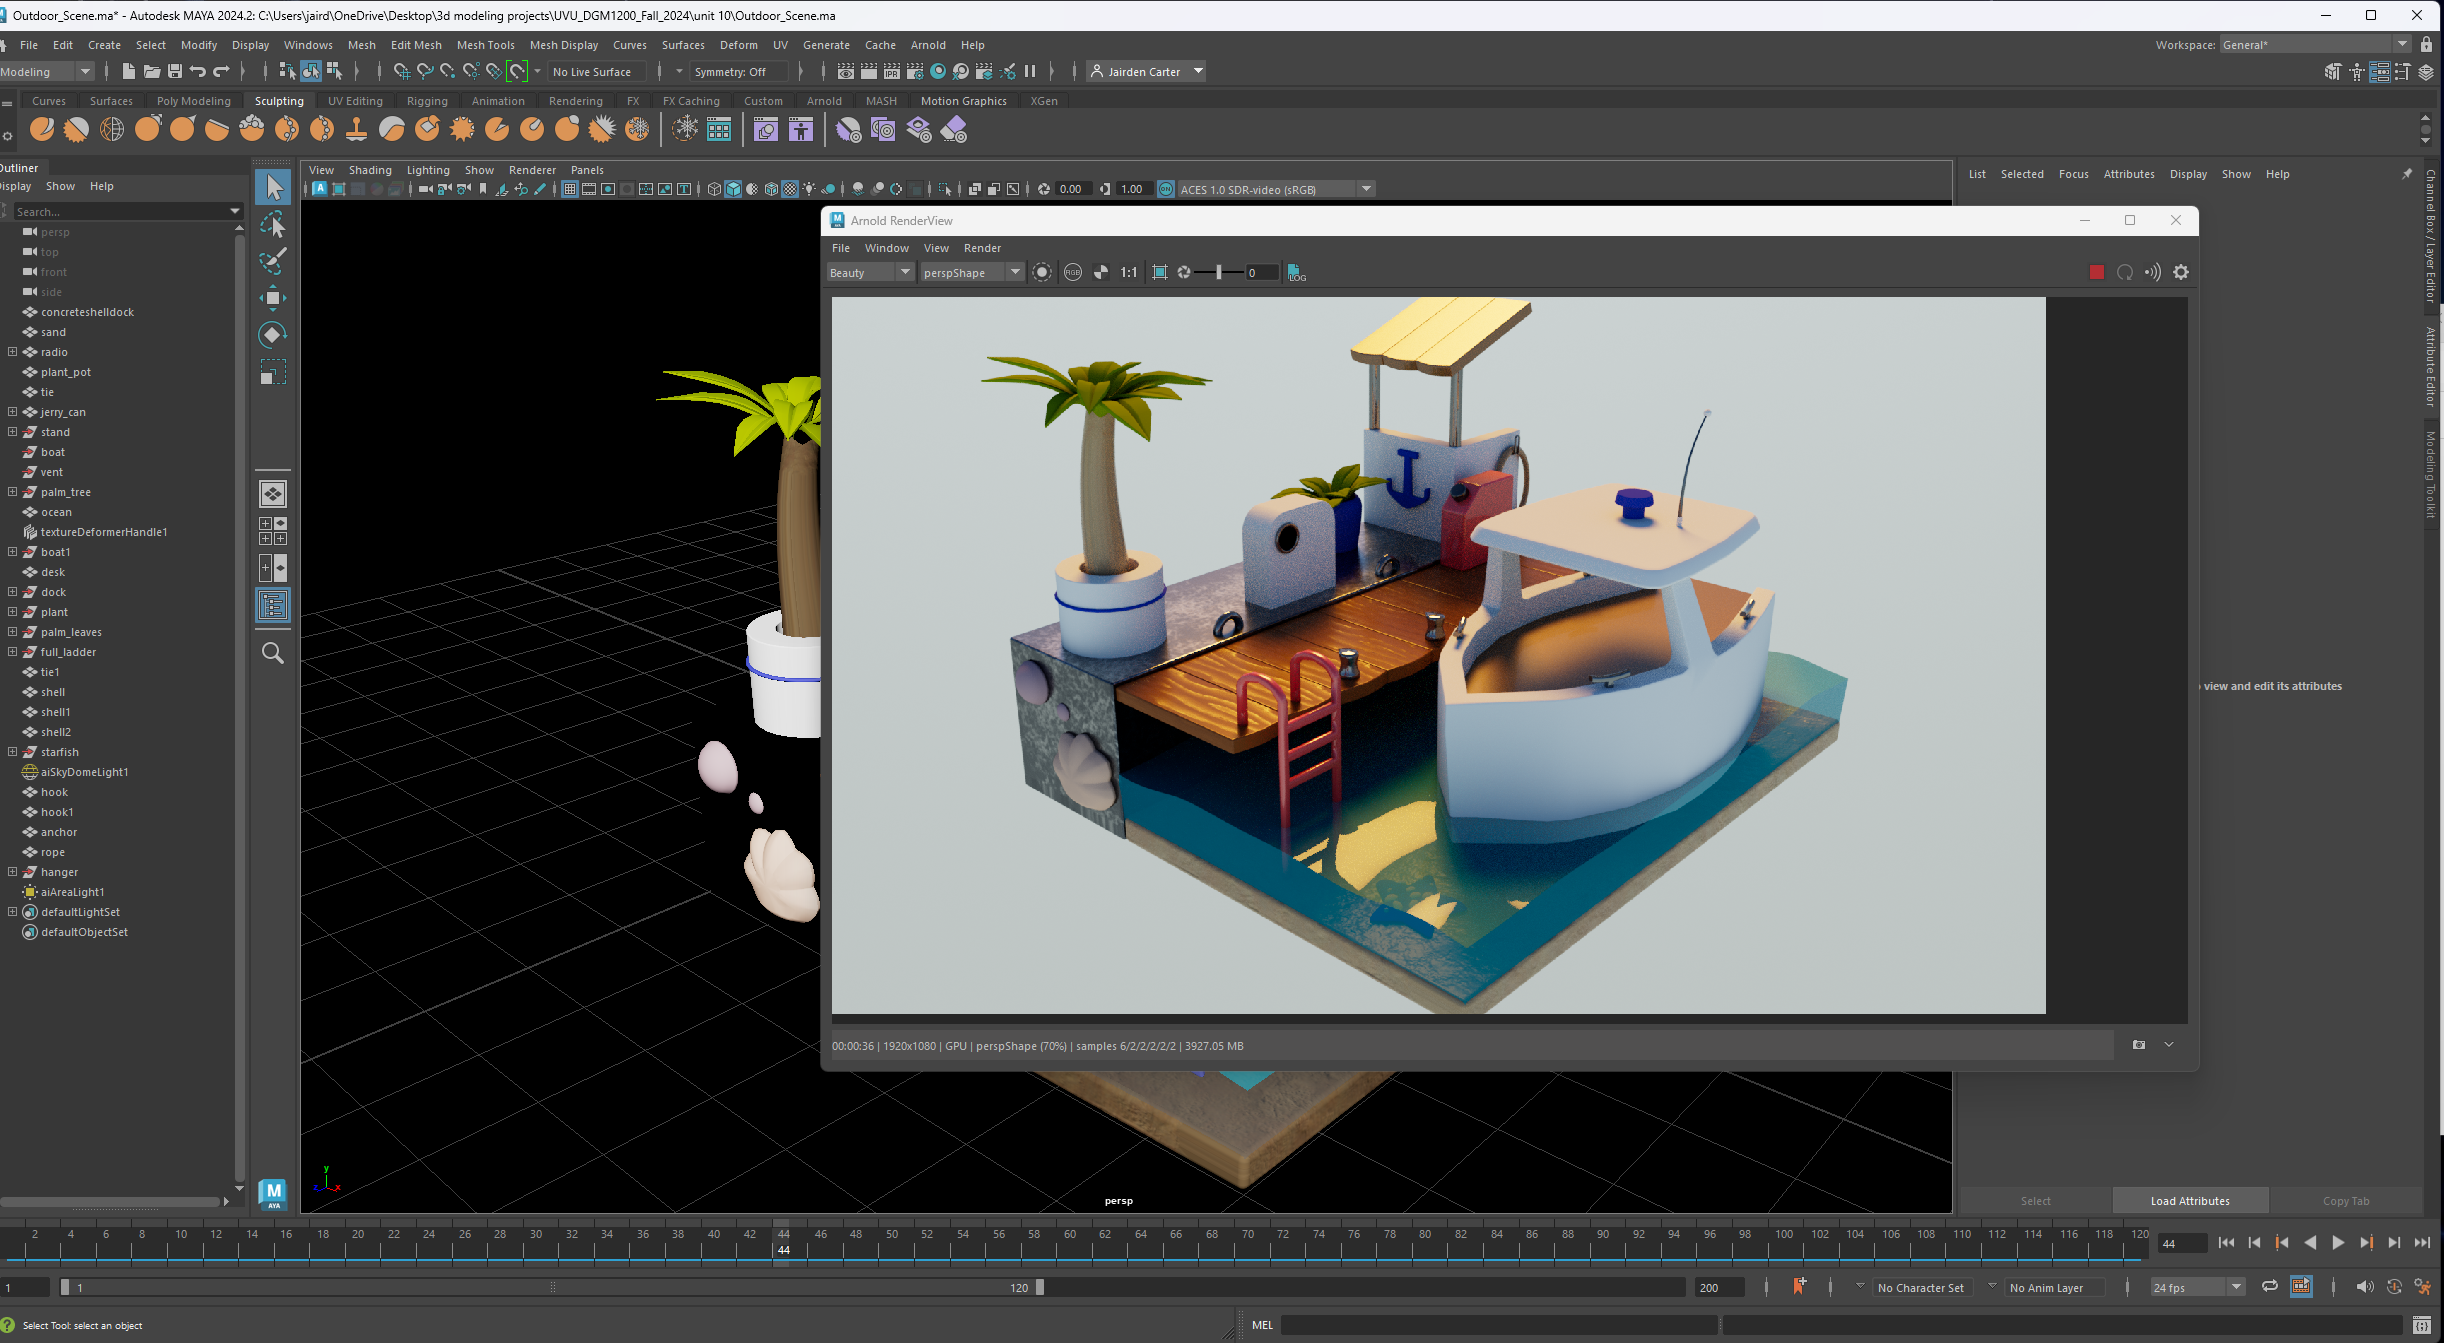 Outdoor_Scene.ma* - Autodesk MAYA 2024.2: C:\Users\jaird\OneDrive\Desktop\3d modeling projects\UVU_DGM1200_Fall_2024\unit 10\Outdoor_Scene.ma
File Edit Create Select Modify Display Windows Mesh Edit Mesh Mesh Tools Mesh Display Curves Surfaces Deform UV Generate Cache Arnold Help
Workspace: General*
Modeling No Live Surface Symmetry: Off IPR Jairden Carter
Curves Surfaces Poly Modeling Sculpting UV Editing Rigging Animation Rendering FX FX Caching Custom Arnold MASH Motion Graphics XGen
Outliner
Display Show Help
Search...
persp
top
front
side
concreteshelldock
sand
radio
plant_pot
tie
jerry_can
stand
boat
vent
palm_tree
ocean
textureDeformerHandle1
boat1
desk
dock
plant
palm_leaves
full_ladder
tie1
shell
shell1
shell2
starfish
aiSkyDomeLight1
hook
hook1
anchor
rope
hanger
aiAreaLight1
defaultLightSet
defaultObjectSet
M
AYA
View Shading Lighting Show Renderer Panels
0.00 1.00 ON ACES 1.0 SDR-video (sRGB)
Arnold RenderView
File Window View Render
Beauty perspShape RGB 1:1 0 LOG
00:00:36 | 1920x1080 | GPU | perspShape (70%) | samples 6/2/2/2/2/2 | 3927.05 MB
y
z x
persp
List Selected Focus Attributes Display Show Help
view and edit its attributes
Channel Box / Layer Editor
Attribute Editor
Modeling Toolkit
Select Load Attributes Copy Tab
2 4 6 8 10 12 14 16 18 20 22 24 26 28 30 32 34 36 38 40 42 44 46 48 50 52 54 56 58 60 62 64 66 68 70 72 74 76 78 80 82 84 86 88 90 92 94 96 98 100 102 104 106 108 110 112 114 116 118 120
44
44
1 1 120 200 No Character Set No Anim Layer 24 fps
Select Tool: select an object
MEL